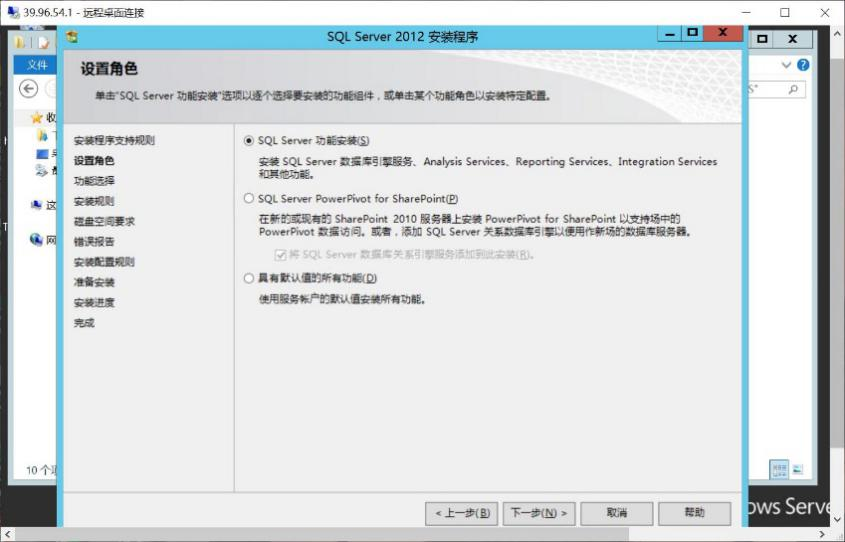 39.96.54.1 - 远程桌面连接
SQL Server 2012 安装程序
文件
设置角色
单击"SQL Server 功能安装"选项以逐个选择要安装的功能组件，或单击某个功能角色以安装特定配置。
安装程序支持规则
设置角色
功能选择
安装规则
磁盘空间要求
错误报告
安装配置规则
准备安装
安装进度
完成
SQL Server 功能安装(S)
安装 SQL Server 数据库引擎服务、Analysis Services、Reporting Services、Integration Services
和其他功能。
SQL Server PowerPivot for SharePoint(P)
在新的或现有的 SharePoint 2010 服务器上安装 PowerPivot for SharePoint 以支持场中的
PowerPivot 数据访问。或者，添加 SQL Server 关系数据库引擎以便用作新场的数据库服务器。
将 SQL Server 数据库关系引擎服务添加到此安装(R)。
具有默认值的所有功能(D)
使用服务帐户的默认值安装所有功能。
收
这
网
10 个
< 上一步(B)
下一步(N) >
取消
帮助
ows Serve